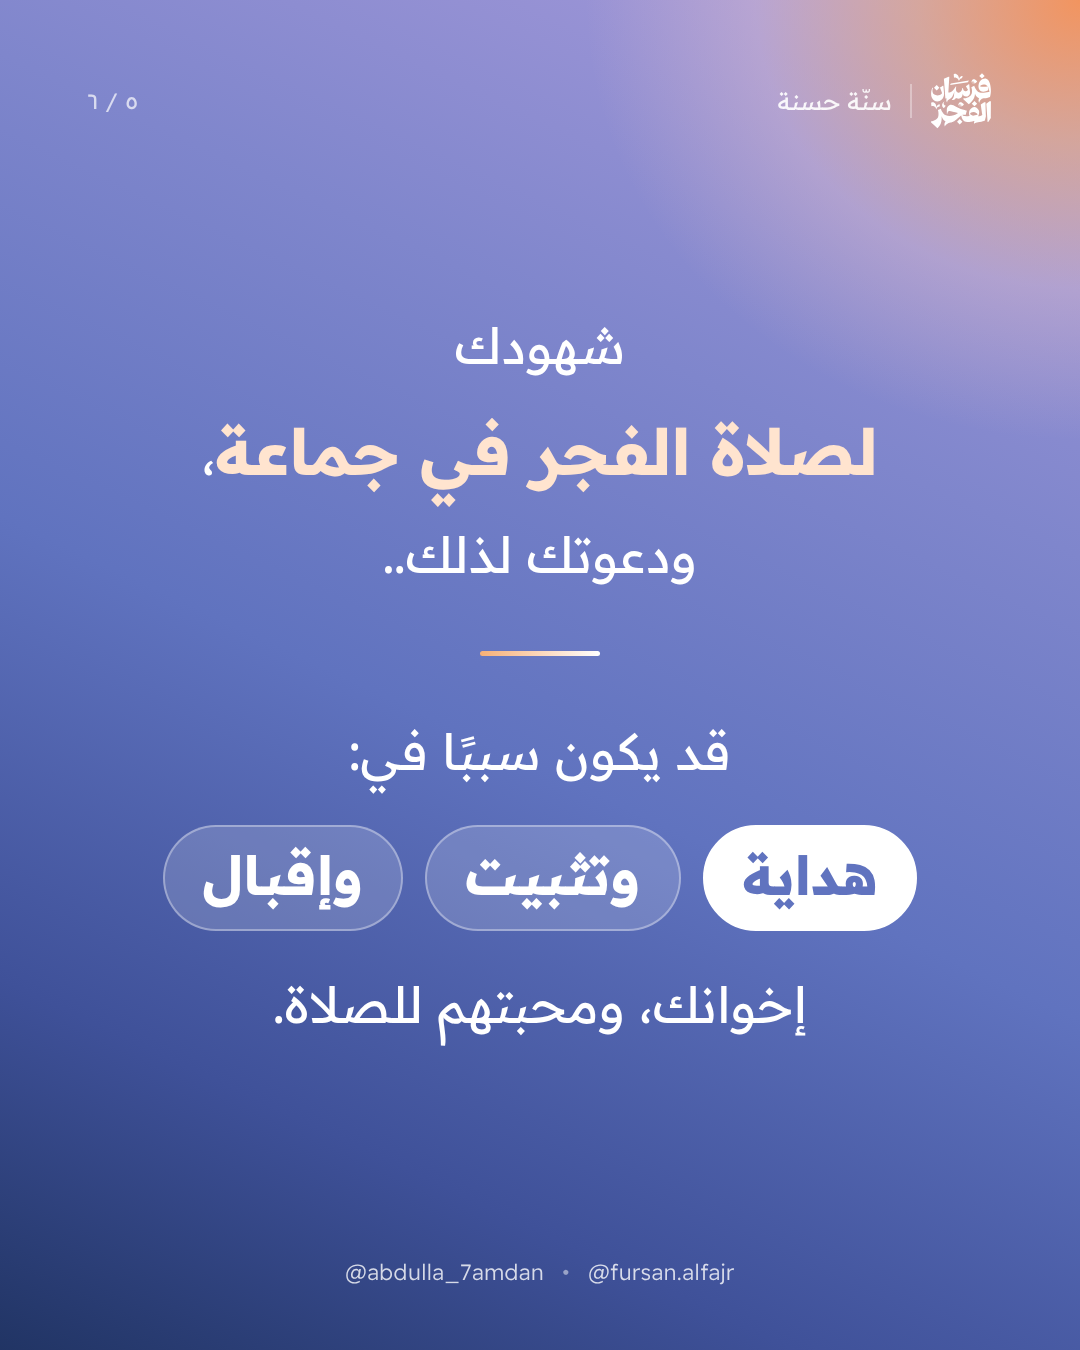 فرسان الفجر
سنّة حسنة
٥ / ٦
شهودك
لصلاة الفجر في جماعة،
ودعوتك لذلك..
قد يكون سببًا في:
هداية وتثبيت وإقبال
إخوانك، ومحبتهم للصلاة.
@abdulla_7amdan • @fursan.alfajr